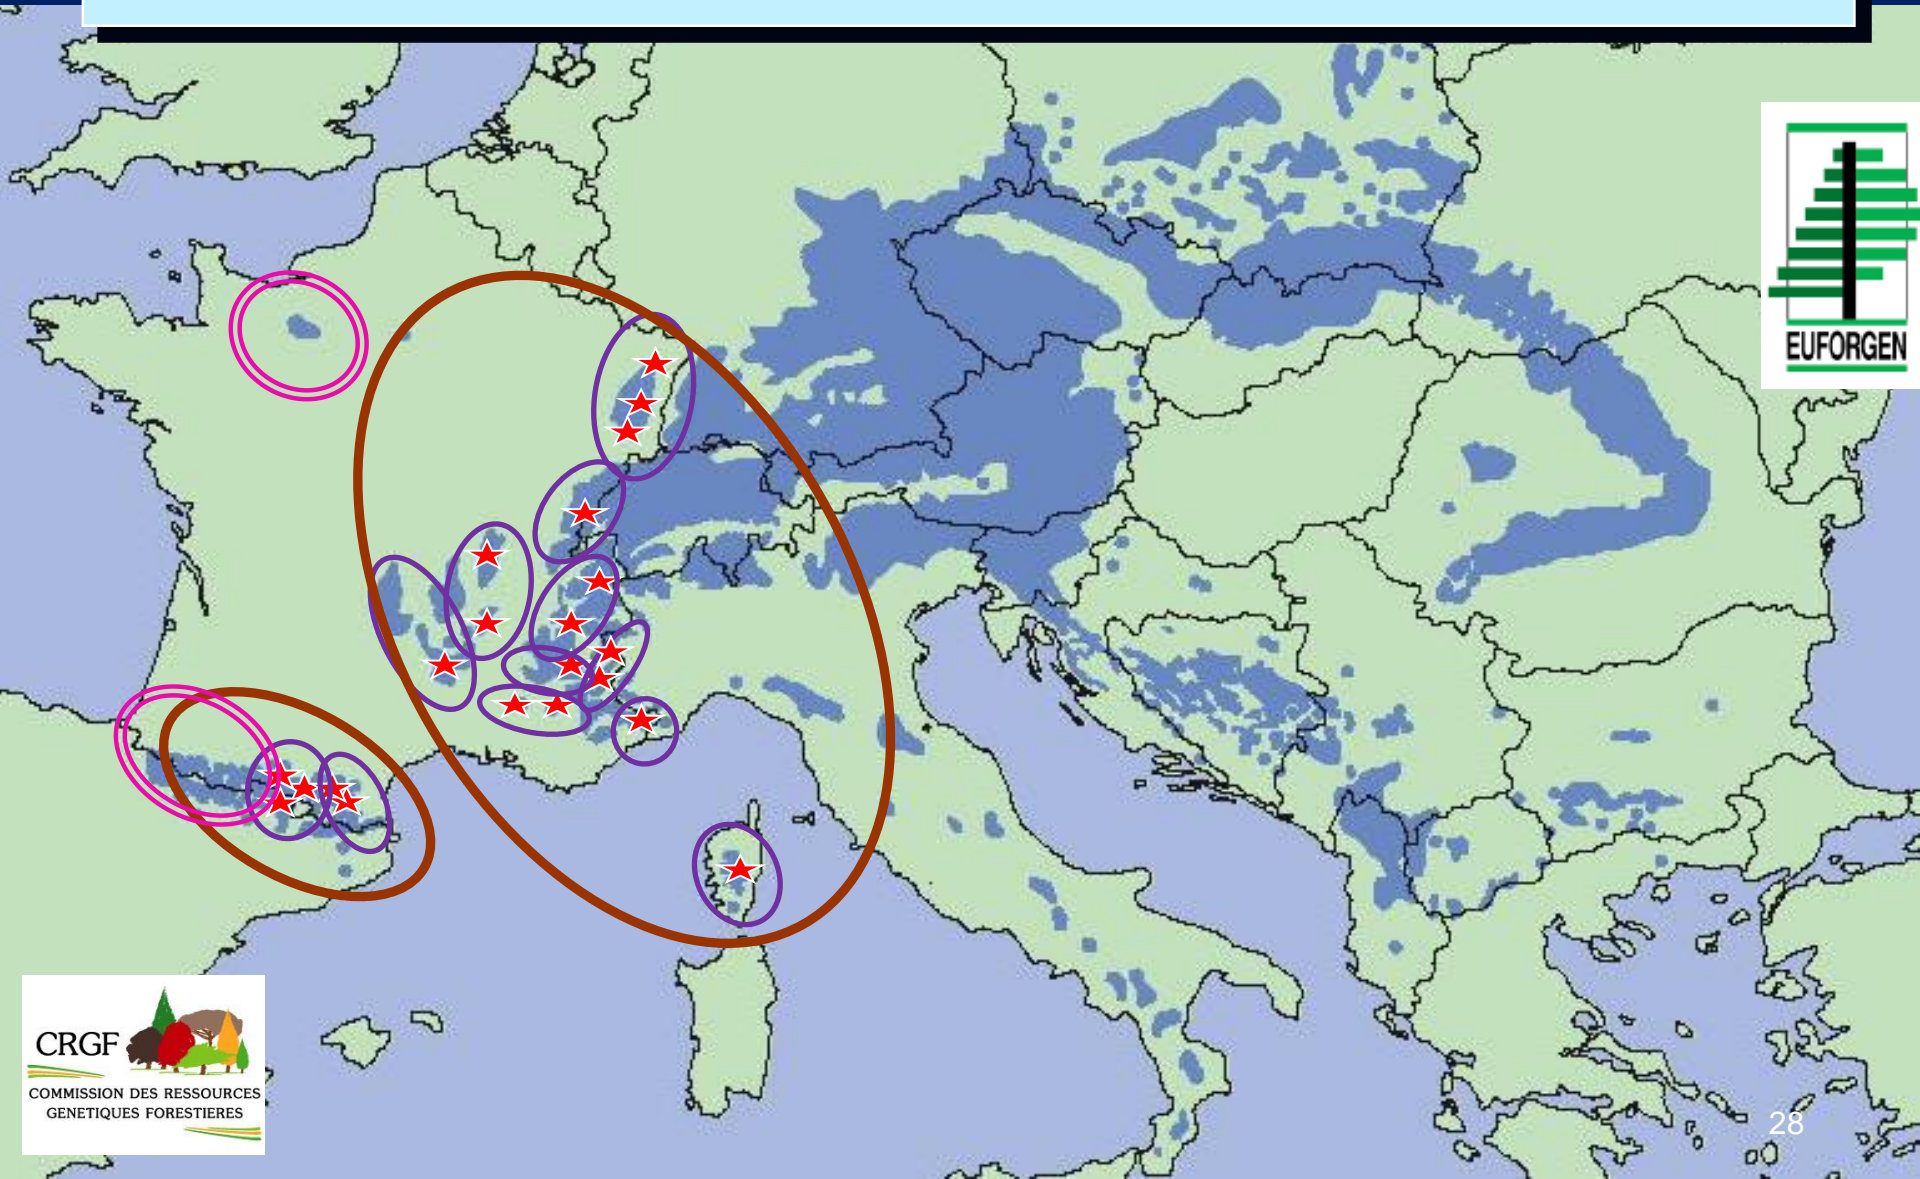 EUFORGEN
CRGF
COMMISSION DES RESSOURCES
GENETIQUES FORESTIERES
28